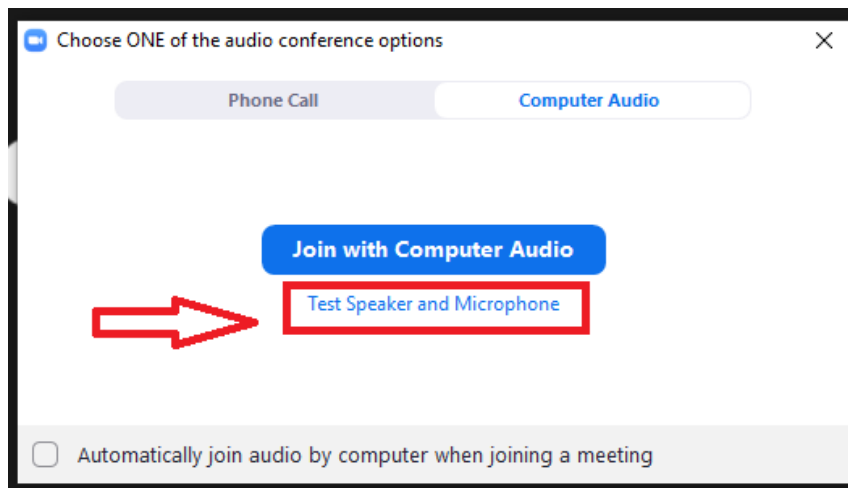 Choose ONE of the audio conference options
Phone Call Computer Audio
Join with Computer Audio
Test Speaker and Microphone
Automatically join audio by computer when joining a meeting